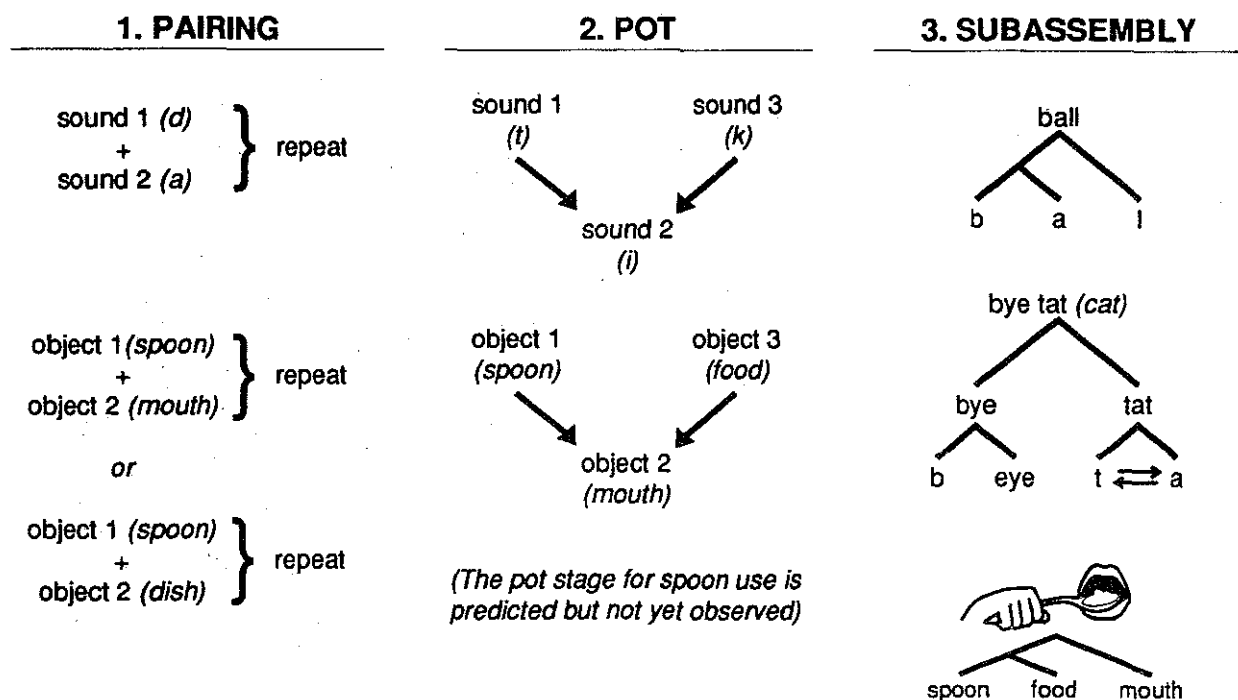 1. PAIRING
sound 1 (d)
+
sound 2 (a)
repeat
object 1(spoon)
+
object 2 (mouth)
repeat
or
object 1 (spoon)
+
object 2 (dish)
repeat
2. POT
sound 1 sound 3
(t) (k)
sound 2
(i)
object 1 object 3
(spoon) (food)
object 2
(mouth)
(The pot stage for spoon use is
predicted but not yet observed)
3. SUBASSEMBLY
ball
b a l
bye tat (cat)
bye tat
b eye t a
spoon food mouth